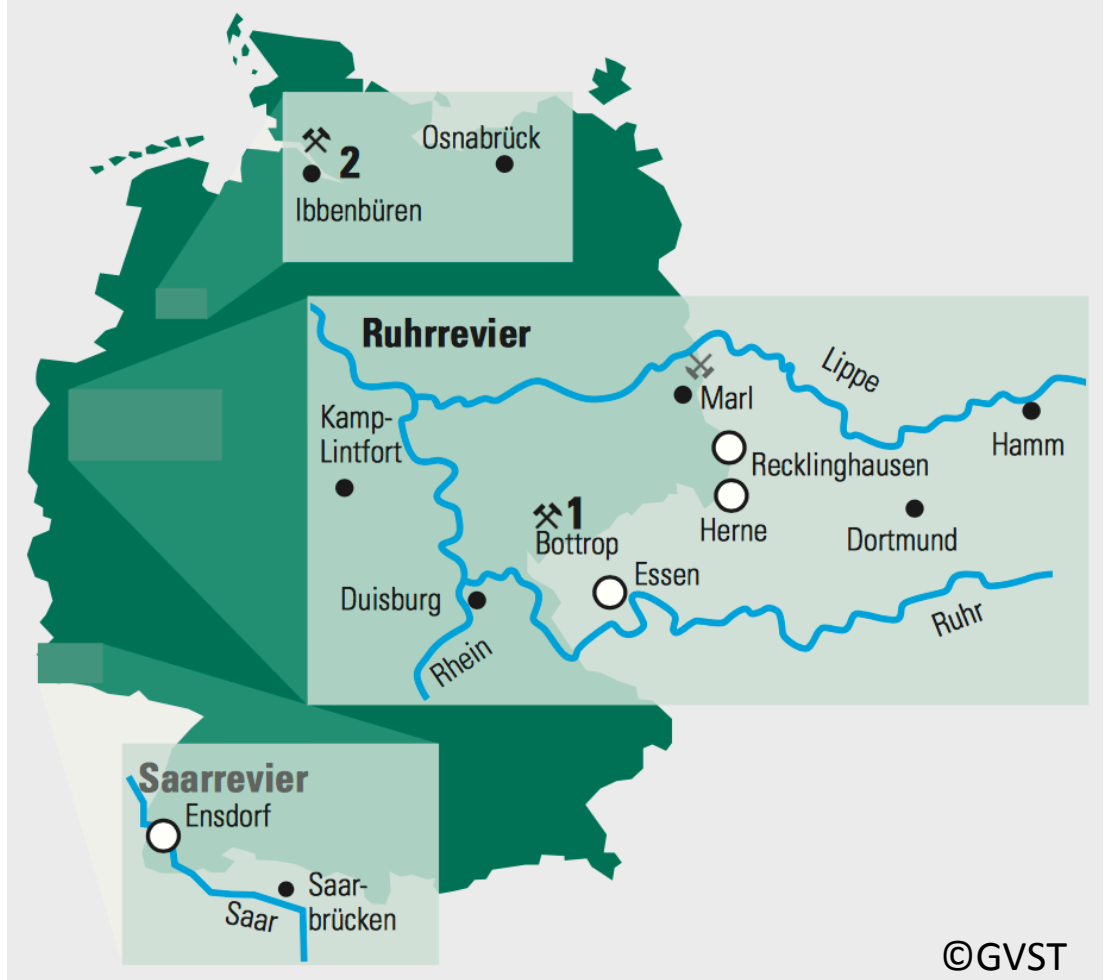 Osnabrück
2
Ibbenbüren
Ruhrrevier
Lippe
Marl
Kamp-
Lintfort
Hamm
Recklinghausen
1
Herne
Bottrop
Dortmund
Essen
Duisburg
Ruhr
Rhein
Saarrevier
Ensdorf
Saar-
brücken
Saar
©GVST